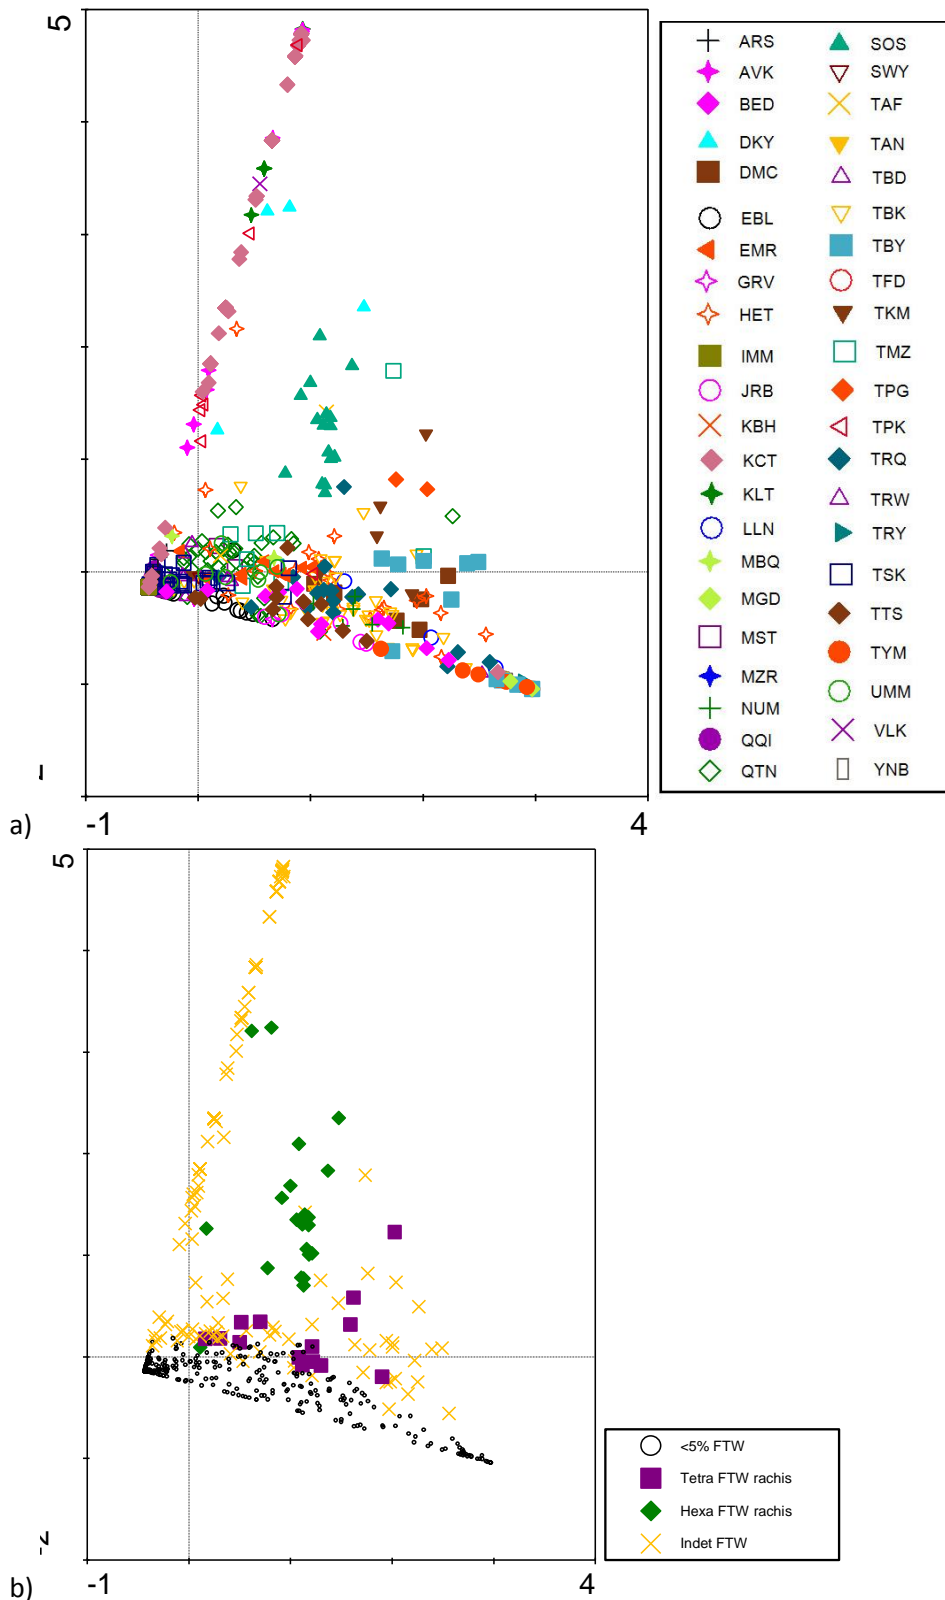 5
ARS
SOS
AVK
SWY
BED
TAF
DKY
TAN
DMC
TBD
EBL
TBK
EMR
TBY
GRV
TFD
HET
TKM
IMM
TMZ
JRB
TPG
KBH
TPK
KCT
TRQ
KLT
TRW
LLN
TRY
MBQ
TSK
MGD
TTS
MST
TYM
MZR
UMM
NUM
VLK
QQI
YNB
QTN
a)
-1
4
5
<5% FTW
Tetra FTW rachis
Hexa FTW rachis
Indet FTW
-2
b)
-1
4